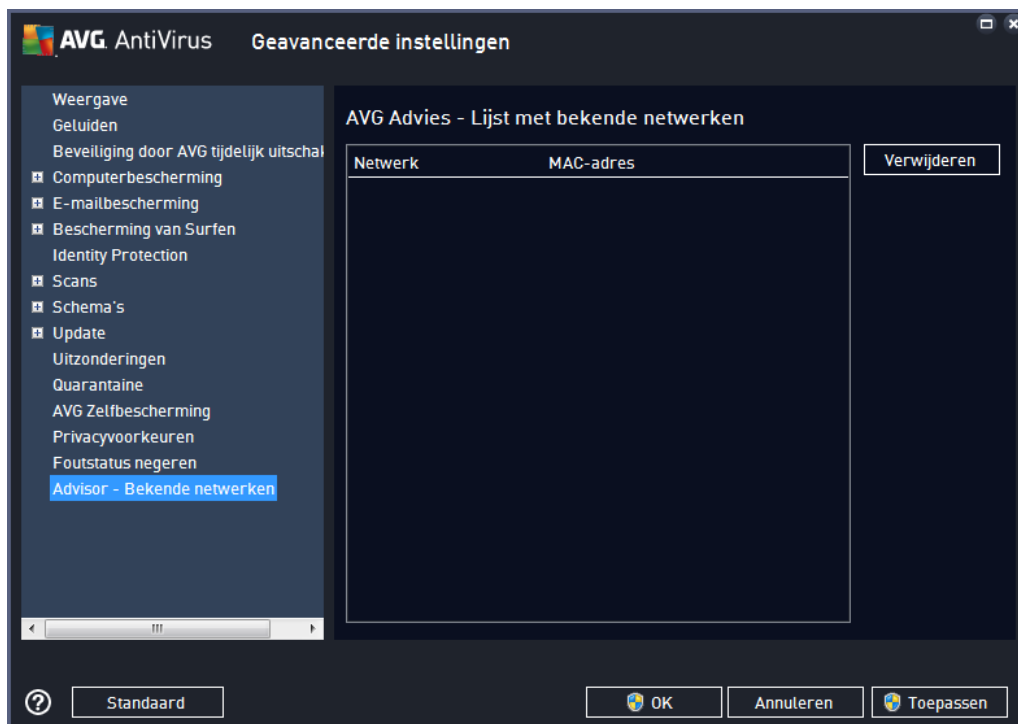 AVG. AntiVirus Geavanceerde instellingen
Weergave
Geluiden
Beveiliging door AVG tijdelijk uitschal
Computerbescherming
E-mailbescherming
Bescherming van Surfen
Identity Protection
Scans
Schema's
Update
Uitzonderingen
Quarantaine
AVG Zelfbescherming
Privacyvoorkeuren
Foutstatus negeren
Advisor - Bekende netwerken
AVG Advies - Lijst met bekende netwerken
Netwerk MAC-adres
Verwijderen
Standaard
OK
Annuleren
Toepassen